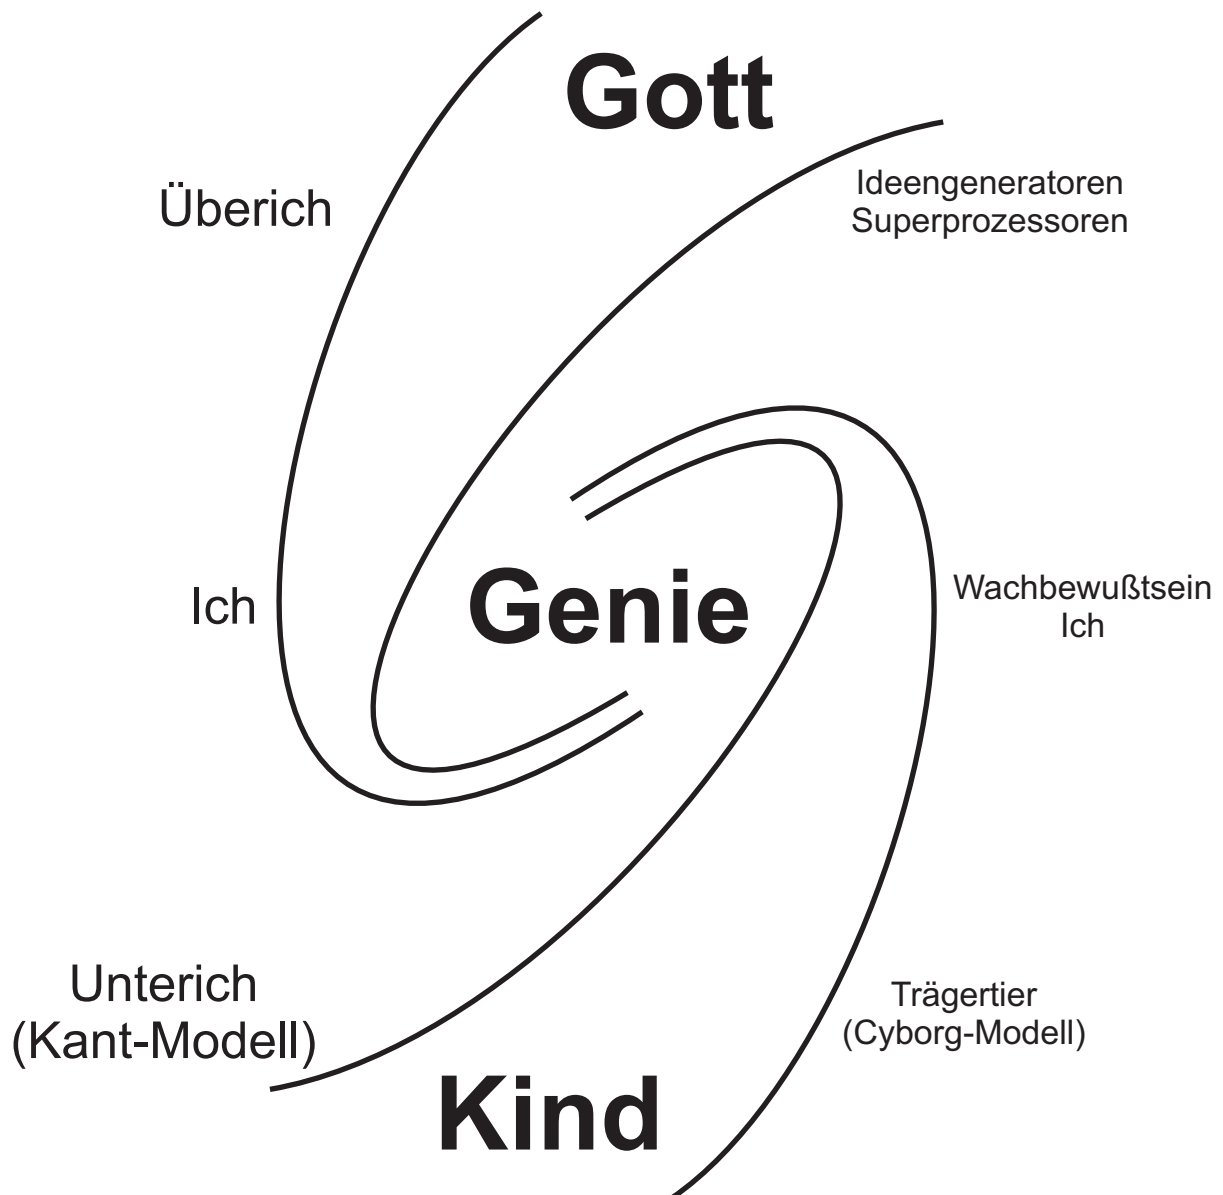 Gott
Ideengeneratoren
Superprozessoren
Überich
Genie
Ich
Wachbewußtsein
Ich
Unterich
(Kant-Modell)
Trägertier
(Cyborg-Modell)
Kind